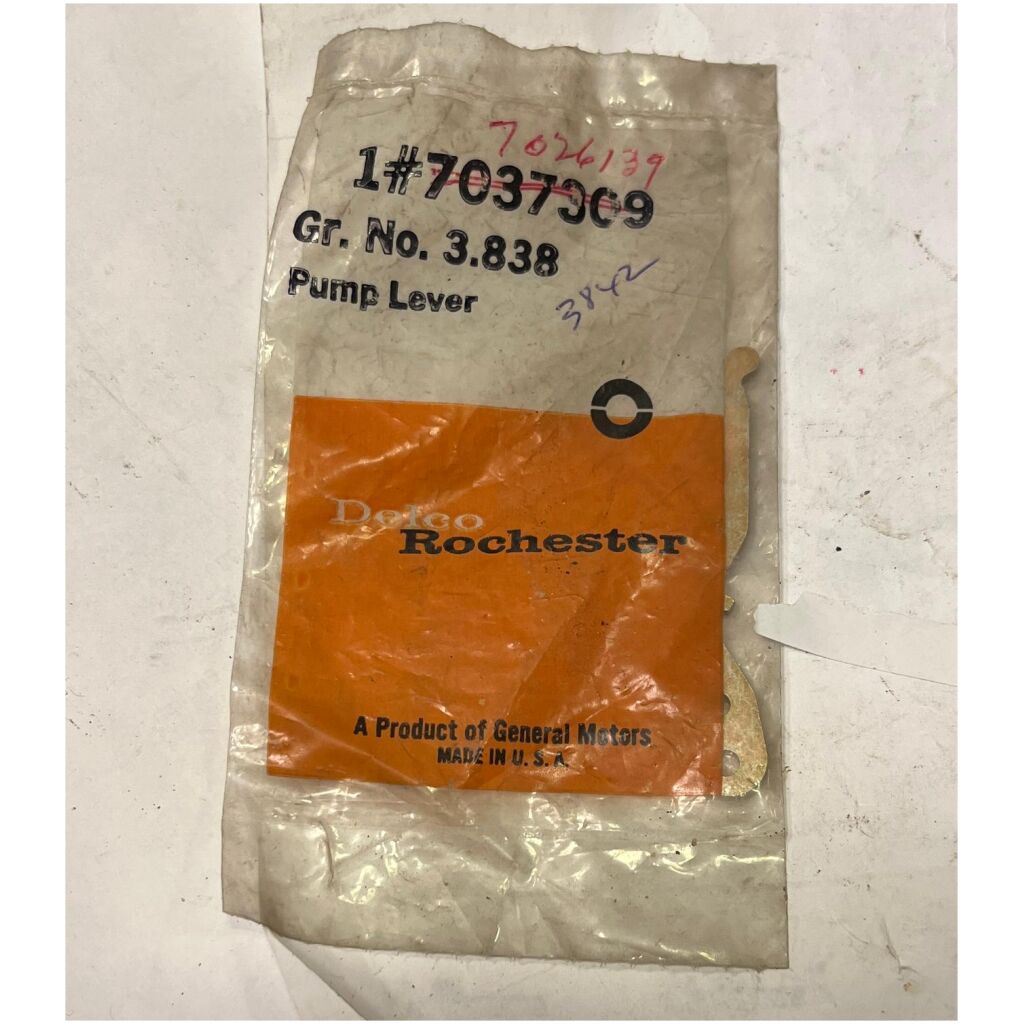 7026139
1#7037309
Gr. No. 3.838
Pump Lever
3842
Delco
Rochester
A Product of General Motors
MADE IN U. S. A.